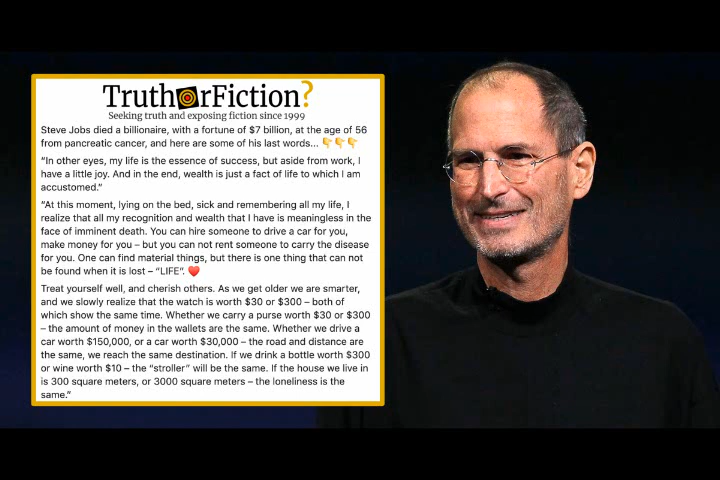 TruthorFiction?
Seeking truth and exposing fiction since 1999
Steve Jobs died a billionaire, with a fortune of $7 billion, at the age of 56
from pancreatic cancer, and here are some of his last words... 👇👇👇
“In other eyes, my life is the essence of success, but aside from work, I
have a little joy. And in the end, wealth is just a fact of life to which I am
accustomed.”
“At this moment, lying on the bed, sick and remembering all my life, I
realize that all my recognition and wealth that I have is meaningless in the
face of imminent death. You can hire someone to drive a car for you,
make money for you – but you can not rent someone to carry the disease
for you. One can find material things, but there is one thing that can not
be found when it is lost – “LIFE”. ♥️
Treat yourself well, and cherish others. As we get older we are smarter,
and we slowly realize that the watch is worth $30 or $300 – both of
which show the same time. Whether we carry a purse worth $30 or $300
– the amount of money in the wallets are the same. Whether we drive a
car worth $150,000, or a car worth $30,000 – the road and distance are
the same, we reach the same destination. If we drink a bottle worth $300
or wine worth $10 – the “stroller” will be the same. If the house we live in
is 300 square meters, or 3000 square meters – the loneliness is the
same.”